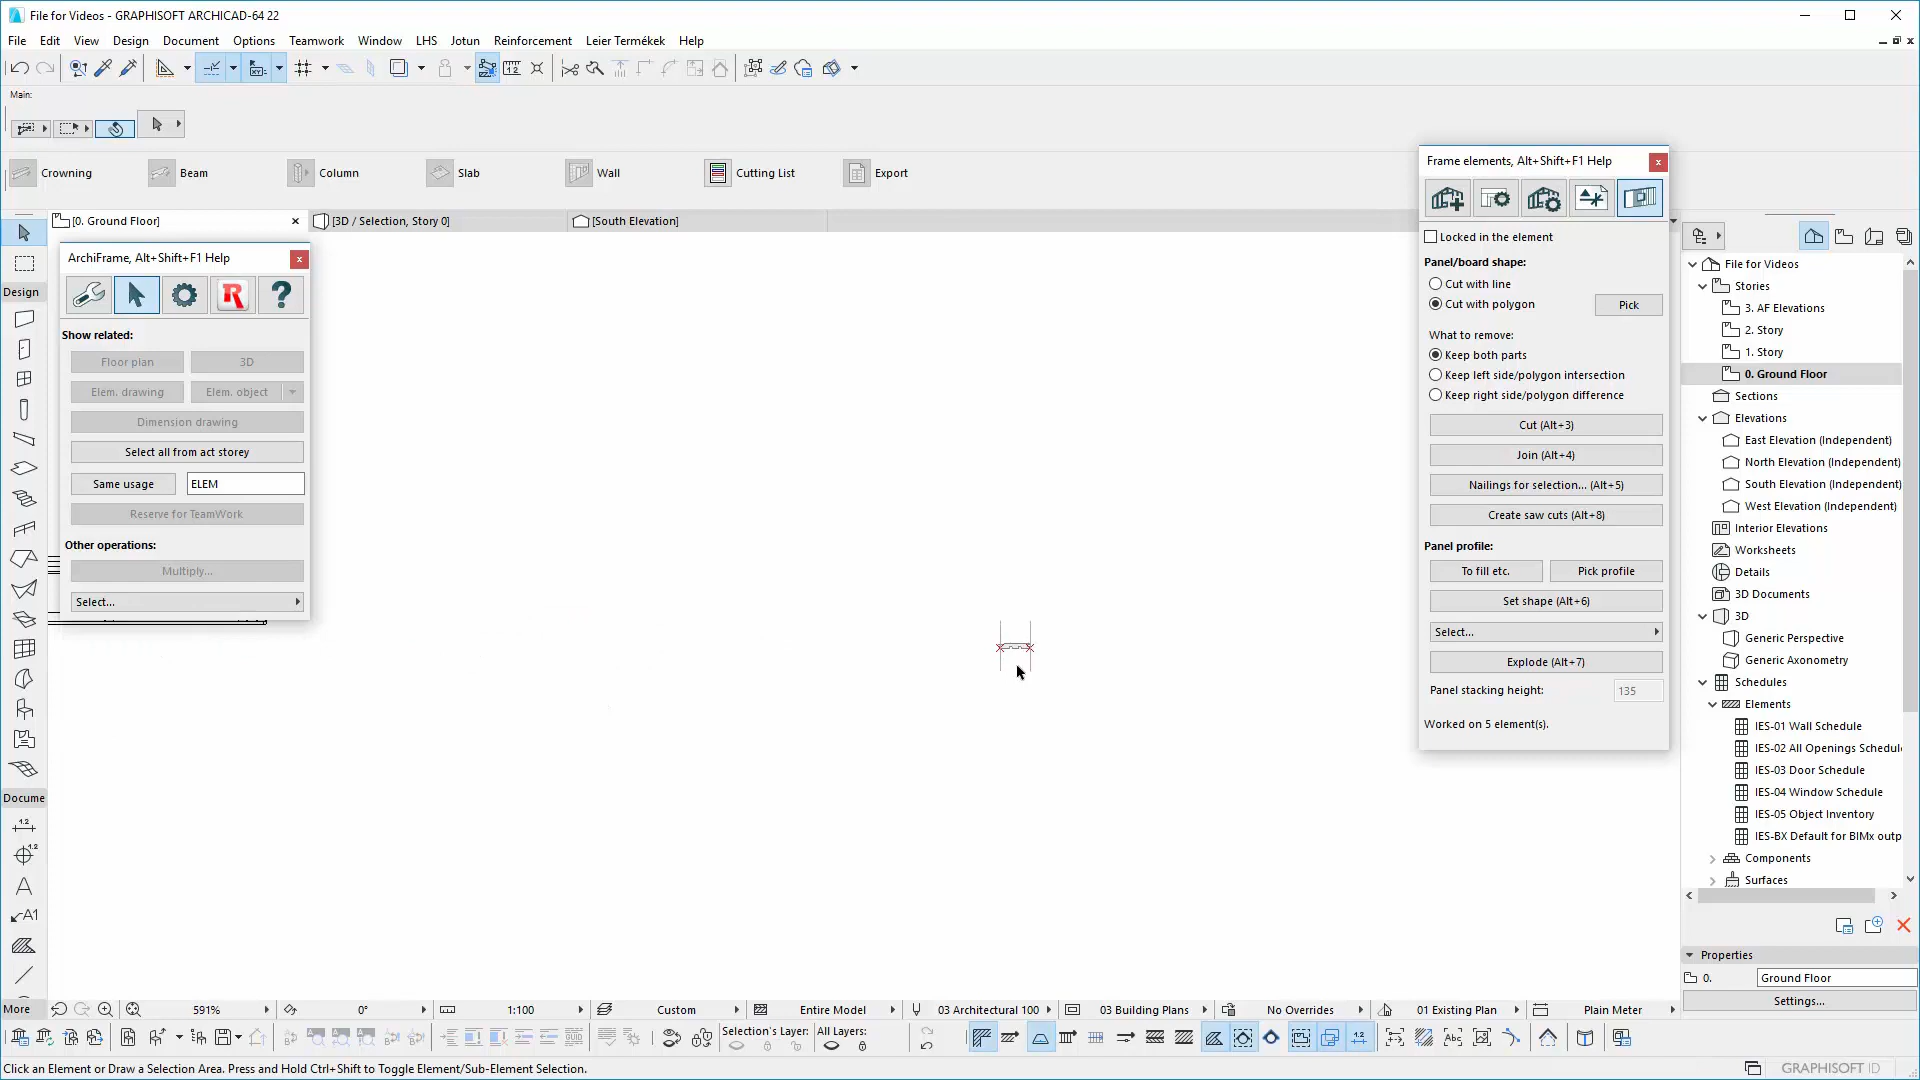 File for Videos - GRAPHISOFT ARCHICAD-64 22
File Edit View Design Document Options Teamwork Window LHS Jotun Reinforcement Leier Termékek Help
Main:
Crowning Beam Column Slab Wall Cutting List Export
[0. Ground Floor] [3D / Selection, Story 0] [South Elevation]
Design
Docume
More
ArchiFrame, Alt+Shift+F1 Help
Show related:
Floor plan 3D
Elem. drawing Elem. object
Dimension drawing
Select all from act storey
Same usage ELEM
Reserve for TeamWork
Other operations:
Multiply...
Select...
Frame elements, Alt+Shift+F1 Help
Locked in the element
Panel/board shape:
Cut with line
Cut with polygon Pick
What to remove:
Keep both parts
Keep left side/polygon intersection
Keep right side/polygon difference
Cut (Alt+3)
Join (Alt+4)
Nailings for selection... (Alt+5)
Create saw cuts (Alt+8)
Panel profile:
To fill etc. Pick profile
Set shape (Alt+6)
Select...
Explode (Alt+7)
Panel stacking height: 135
Worked on 5 element(s).
File for Videos
Stories
3. AF Elevations
2. Story
1. Story
0. Ground Floor
Sections
Elevations
East Elevation (Independent)
North Elevation (Independent)
South Elevation (Independent)
West Elevation (Independent)
Interior Elevations
Worksheets
Details
3D Documents
3D
Generic Perspective
Generic Axonometry
Schedules
Elements
IES-01 Wall Schedule
IES-02 All Openings Schedul
IES-03 Door Schedule
IES-04 Window Schedule
IES-05 Object Inventory
IES-BX Default for BIMx outp
Components
Surfaces
Properties
0. Ground Floor
Settings...
591% 0° 1:100 Custom Entire Model 03 Architectural 100 03 Building Plans No Overrides 01 Existing Plan Plain Meter
Selection's Layer: All Layers:
Click an Element or Draw a Selection Area. Press and Hold Ctrl+Shift to Toggle Element/Sub-Element Selection.
GRAPHISOFT ID